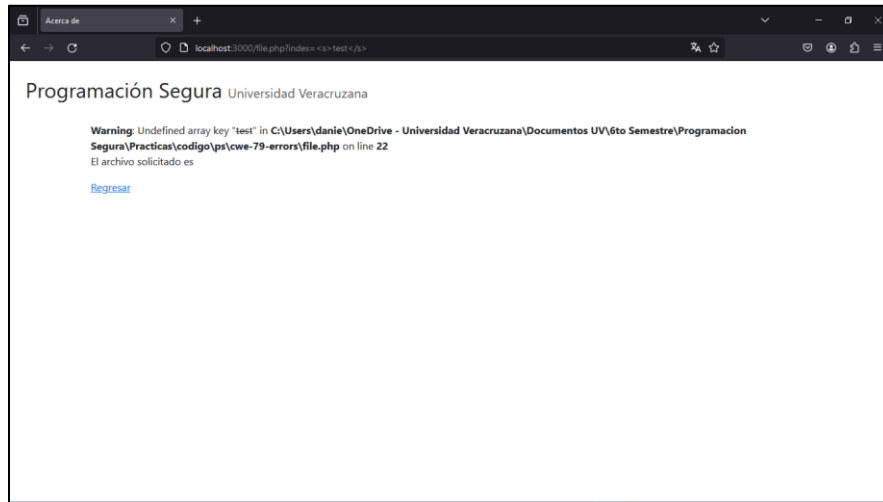 Acerca de
localhost:3000/file.php?index=<s>test</s>
Programación Segura Universidad Veracruzana
Warning: Undefined array key "test" in C:\Users\danie\OneDrive - Universidad Veracruzana\Documentos UV\6to Semestre\Programacion
Segura\Practicas\codigo\ps\cwe-79-errors\file.php on line 22
El archivo solicitado es
Regresar